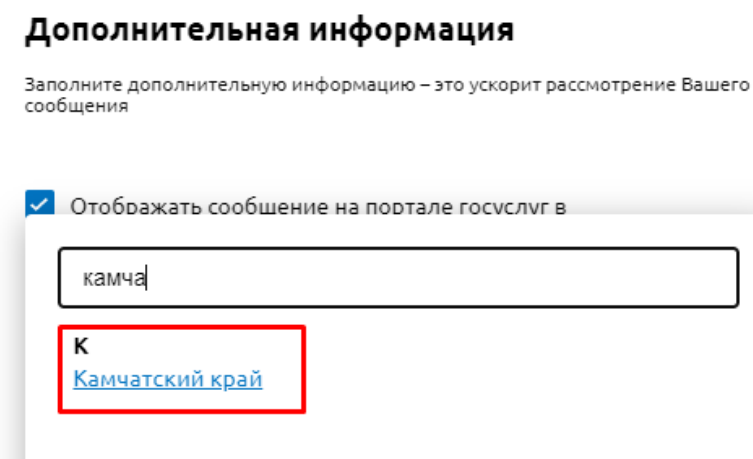 Дополнительная информация
Заполните дополнительную информацию – это ускорит рассмотрение Вашего
сообщения
Отображать сообщение на портале госуслуг в
камча
К
Камчатский край